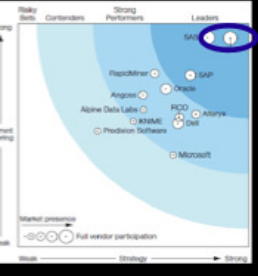 Risky Strong
Bets Contenders Performers Leaders
SAS
RapidMiner
SAP
Angoss
Oracle
Alpine Data Labs
FICO
Alteryx
KNIME
Dell
Predixion Software
Microsoft
Market presence
Full vendor participation
Weak Strategy Strong